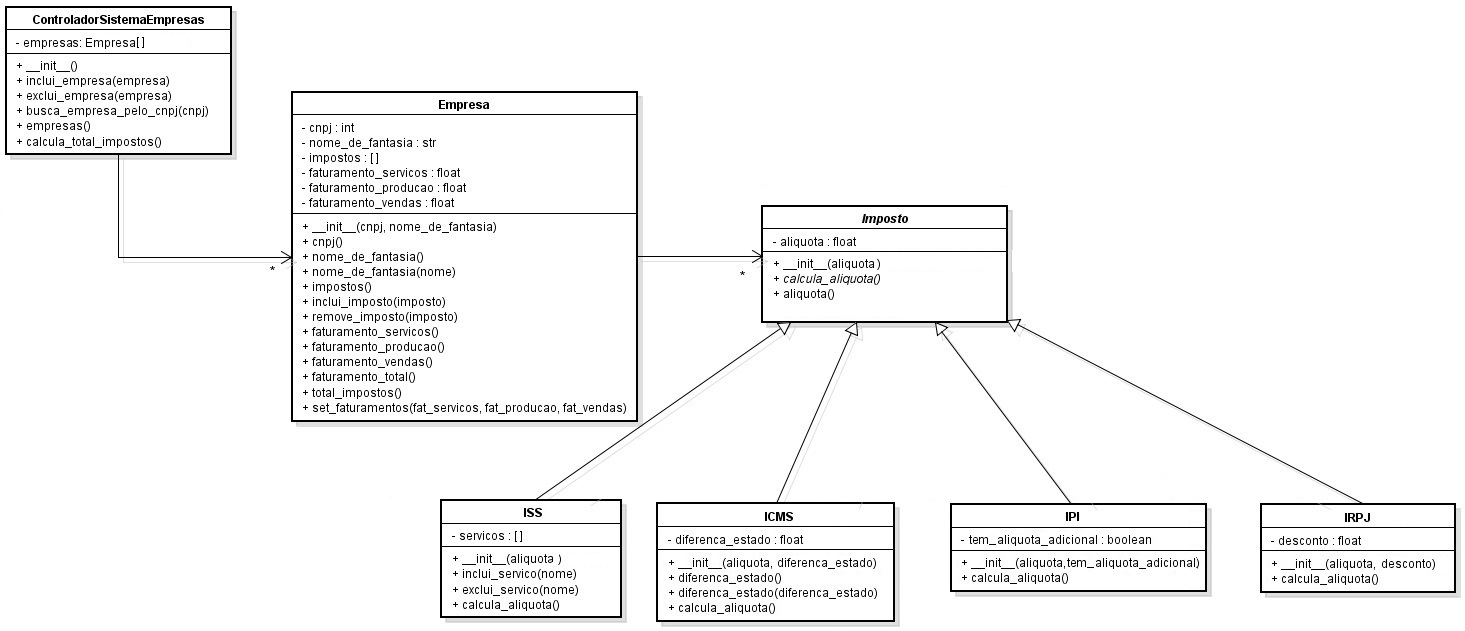 ControladorSistemaEmpresas
- empresas: Empresa[]
+ __init__()
+ inclui_empresa(empresa)
+ exclui_empresa(empresa)
+ busca_empresa_pelo_cnpj(cnpj)
+ empresas()
+ calcula_total_impostos()
*
Empresa
- cnpj : int
- nome_de_fantasia : str
- impostos : []
- faturamento_servicos : float
- faturamento_producao : float
- faturamento_vendas : float
+ __init__(cnpj, nome_de_fantasia)
+ cnpj()
+ nome_de_fantasia()
+ nome_de_fantasia(nome)
+ impostos()
+ inclui_imposto(imposto)
+ remove_imposto(imposto)
+ faturamento_servicos()
+ faturamento_producao()
+ faturamento_vendas()
+ faturamento_total()
+ total_impostos()
+ set_faturamentos(fat_servicos, fat_producao, fat_vendas)
*
Imposto
- aliquota : float
+ __init__(aliquota )
+ calcula_aliquota()
+ aliquota()
ISS
- servicos : []
+ __init__(aliquota )
+ inclui_servico(nome)
+ exclui_servico(nome)
+ calcula_aliquota()
ICMS
- diferenca_estado : float
+ __init__(aliquota, diferenca_estado)
+ diferenca_estado()
+ diferenca_estado(diferenca_estado)
+ calcula_aliquota()
IPI
- tem_aliquota_adicional : boolean
+ __init__(aliquota,tem_aliquota_adicional)
+ calcula_aliquota()
IRPJ
- desconto : float
+ __init__(aliquota, desconto)
+ calcula_aliquota()